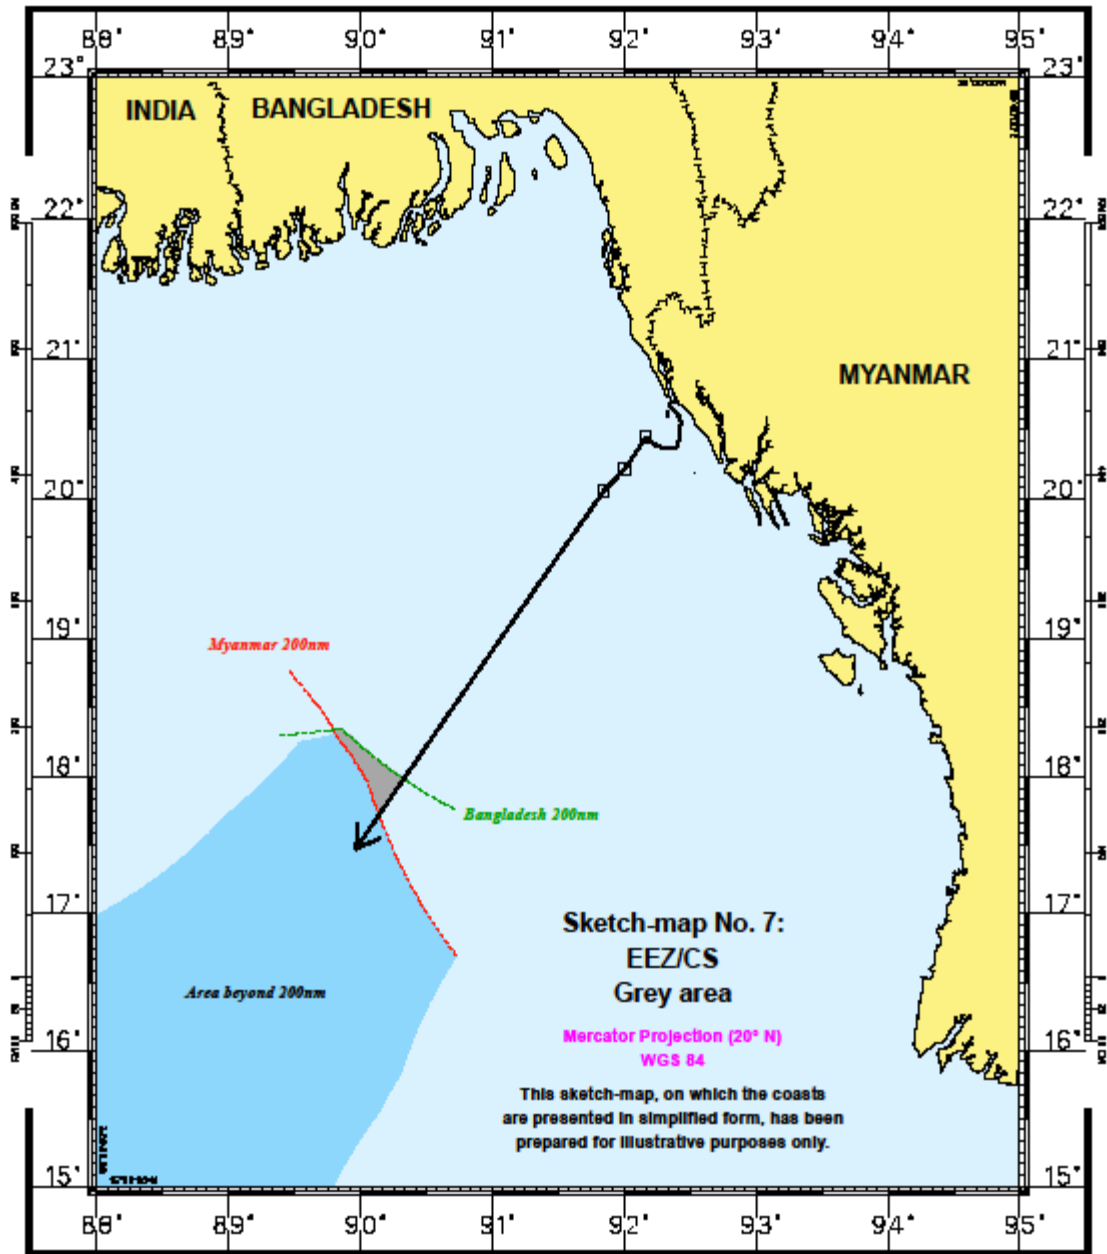 88° 89° 90° 91° 92° 93° 94° 95°
23° 23°
INDIA BANGLADESH
22° 22°
21° 21°
MYANMAR
20° 20°
19° 19°
Myanmar 200nm
18° 18°
Bangladesh 200nm
17° 17°
Sketch-map No. 7:
EEZ/CS
Grey area
Area beyond 200nm
16° 16°
Mercator Projection (20° N)
WGS 84
This sketch-map, on which the coasts
are presented in simplified form, has been
prepared for illustrative purposes only.
15° 15°
88° 89° 90° 91° 92° 93° 94° 95°